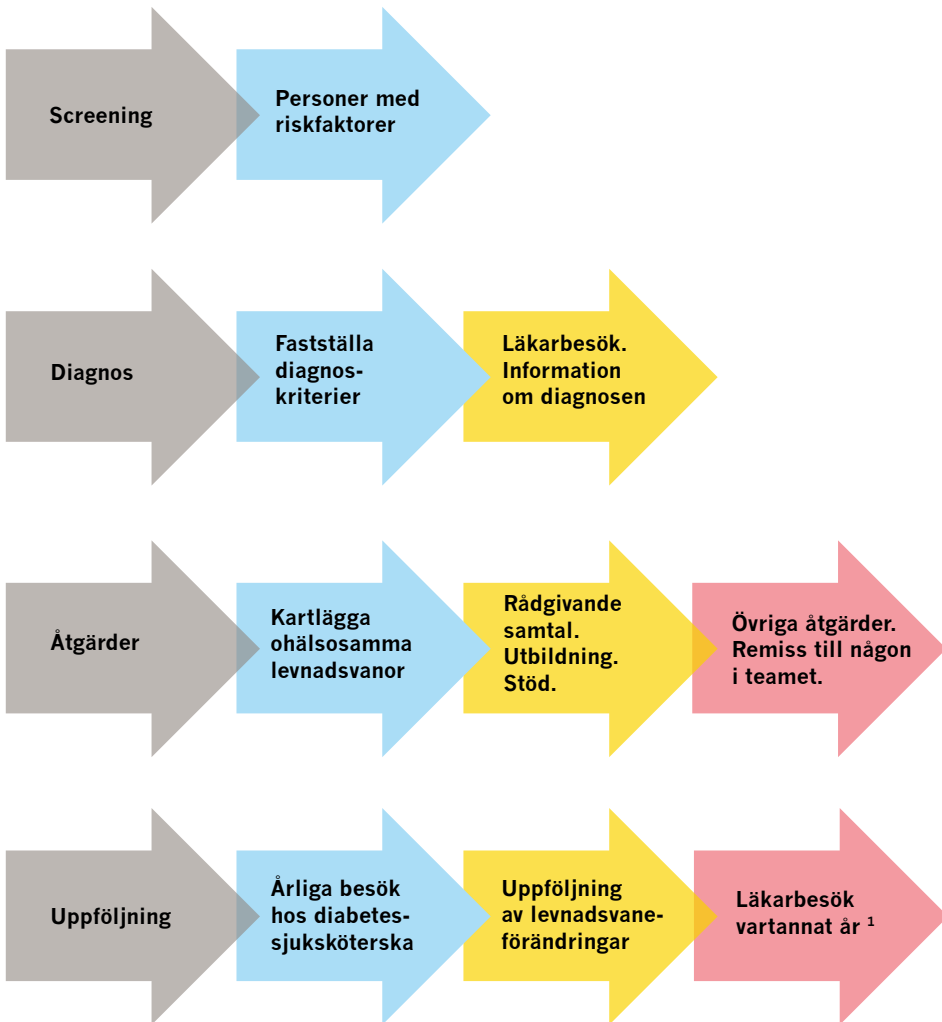 Screening
Personer med
riskfaktorer
Diagnos
Fastställa
diagnos-
kriterier
Läkarbesök.
Information
om diagnosen
Åtgärder
Kartlägga
ohälsosamma
levnadsvanor
Rådgivande
samtal.
Utbildning.
Stöd.
Övriga åtgärder.
Remiss till någon
i teamet.
Uppföljning
Årliga besök
hos diabetes-
sjuksköterska
Uppföljning
av levnadsvane-
förändringar
Läkarbesök
vartannat år ¹